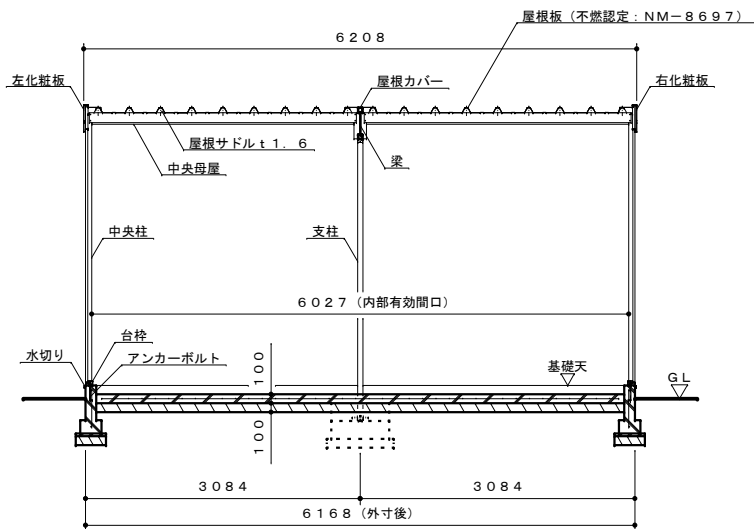 屋根板（不燃認定：NM－8697）
6208
左化粧板
屋根カバー
右化粧板
屋根サドルt1．6
梁
中央母屋
中央柱
支柱
6027（内部有効間口）
台枠
水切り
アンカーボルト
100
基礎天
GL
100
3084
3084
6168（外寸後）